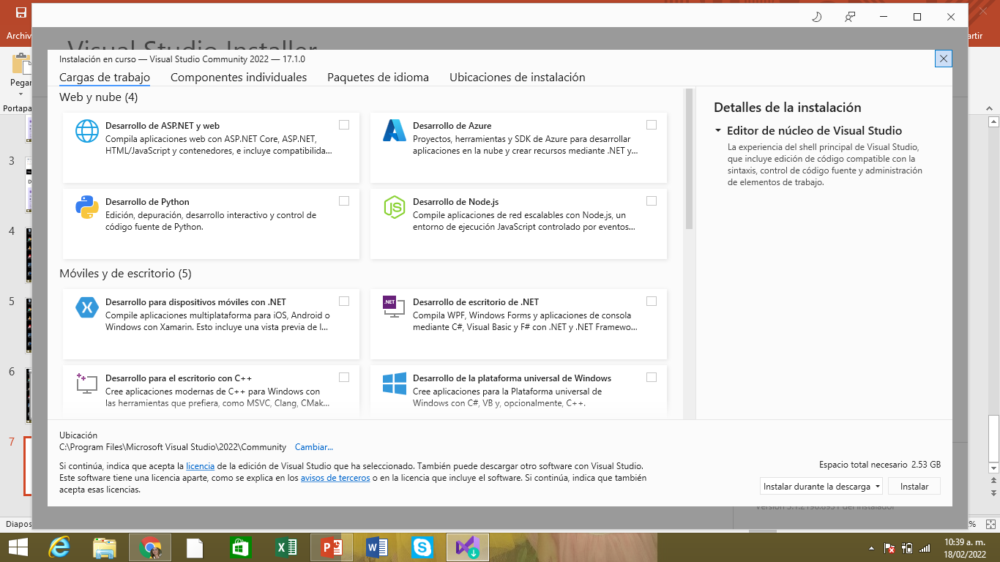 Archiv
artir
Pegar
Portapa
Visual Studio Installer
Instalación en curso — Visual Studio Community 2022 — 17.1.0
Cargas de trabajo
Componentes individuales
Paquetes de idioma
Ubicaciones de instalación
Web y nube (4)
Desarrollo de ASP.NET y web
Compila aplicaciones web con ASP.NET Core, ASP.NET,
HTML/JavaScript y contenedores, e incluye compatibilida...
Desarrollo de Azure
Proyectos, herramientas y SDK de Azure para desarrollar
aplicaciones en la nube y crear recursos mediante .NET y...
Desarrollo de Python
Edición, depuración, desarrollo interactivo y control de
código fuente de Python.
Desarrollo de Node.js
Compile aplicaciones de red escalables con Node.js, un
entorno de ejecución JavaScript controlado por eventos...
Móviles y de escritorio (5)
Desarrollo para dispositivos móviles con .NET
Compile aplicaciones multiplataforma para iOS, Android o
Windows con Xamarin. Esto incluye una vista previa de l...
.NET
Desarrollo de escritorio de .NET
Compila WPF, Windows Forms y aplicaciones de consola
mediante C#, Visual Basic y F# con .NET y .NET Framewo...
Desarrollo para el escritorio con C++
Cree aplicaciones modernas de C++ para Windows con
las herramientas que prefiera, como MSVC, Clang, CMak...
Desarrollo de la plataforma universal de Windows
Cree aplicaciones para la Plataforma universal de
Windows con C#, VB y, opcionalmente, C++.
Detalles de la instalación
Editor de núcleo de Visual Studio
La experiencia del shell principal de Visual Studio,
que incluye edición de código compatible con la
sintaxis, control de código fuente y administración
de elementos de trabajo.
3
4
5
6
7
Ubicación
C:\Program Files\Microsoft Visual Studio\2022\Community Cambiar...
Si continúa, indica que acepta la licencia de la edición de Visual Studio que ha seleccionado. También puede descargar otro software con Visual Studio.
Este software tiene una licencia aparte, como se explica en los avisos de terceros o en la licencia que incluye el software. Si continúa, indica que también
acepta esas licencias.
Espacio total necesario 2.53 GB
Instalar durante la descarga
Instalar
Diapos
%
10:39 a. m.
18/02/2022